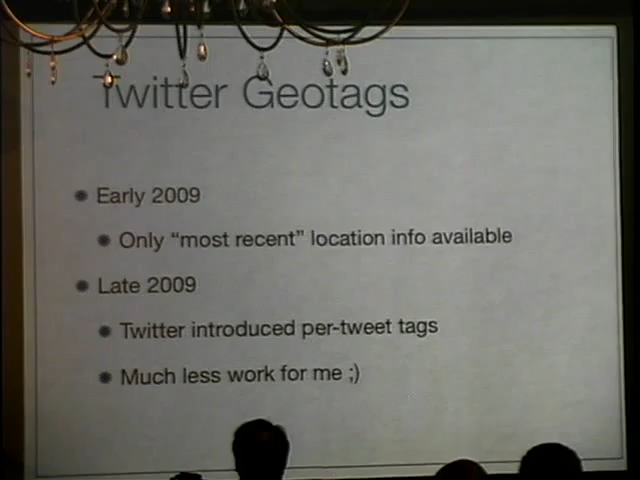 Twitter Geotags
Early 2009
Only “most recent” location info available
Late 2009
Twitter introduced per-tweet tags
Much less work for me ;)